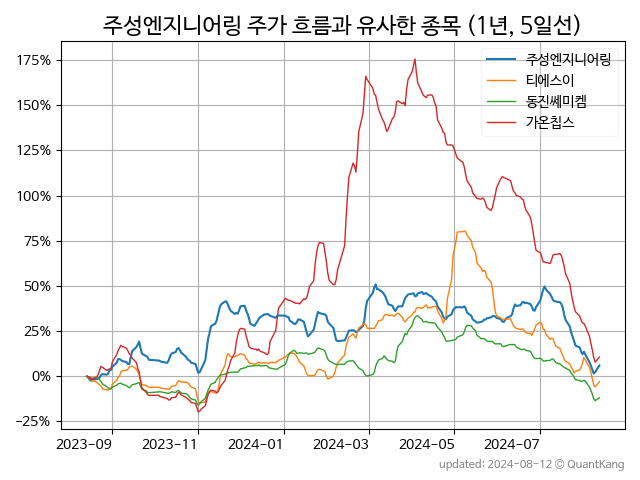 주성엔지니어링 주가 흐름과 유사한 종목 (1년, 5일선)
주성엔지니어링
티에스이
동진쎄미켐
가온칩스
175%
150%
125%
100%
75%
50%
25%
0%
−25%
2023-09 2023-11 2024-01 2024-03 2024-05 2024-07
updated: 2024-08-12 © QuantKang